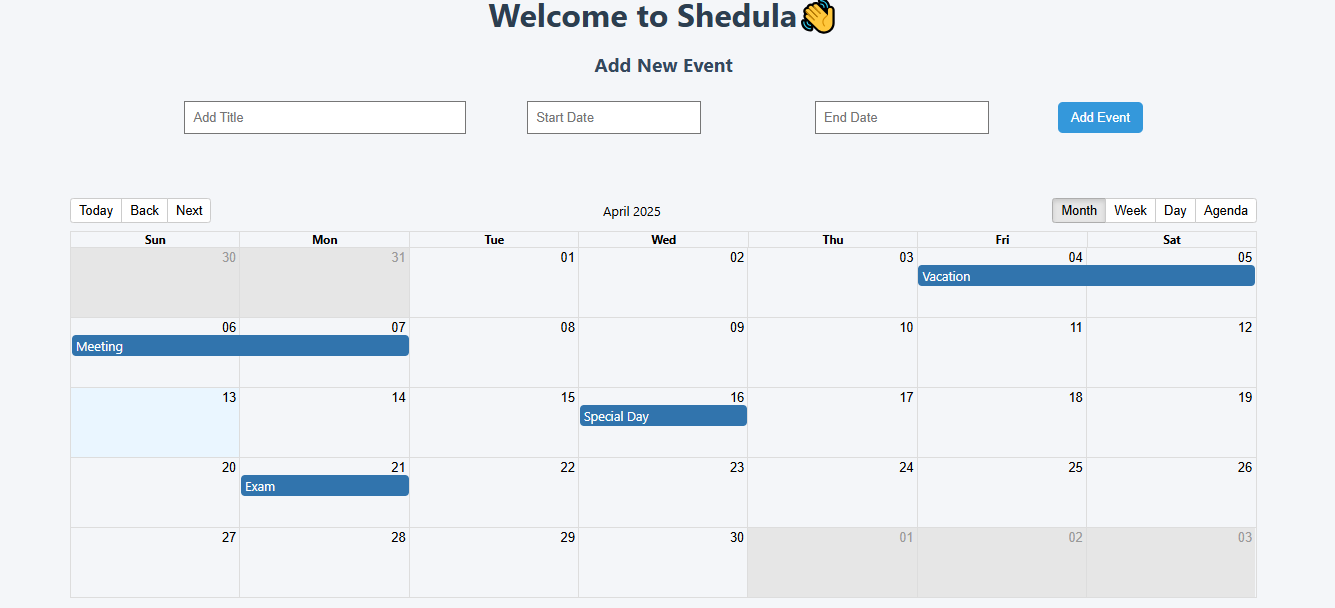 Welcome to Shedula👋
Add New Event
Add Title Start Date End Date Add Event
Today Back Next April 2025 Month Week Day Agenda
Sun Mon Tue Wed Thu Fri Sat
30 31 01 02 03 04 05
Vacation
06 07 08 09 10 11 12
Meeting
13 14 15 16 17 18 19
Special Day
20 21 22 23 24 25 26
Exam
27 28 29 30 01 02 03